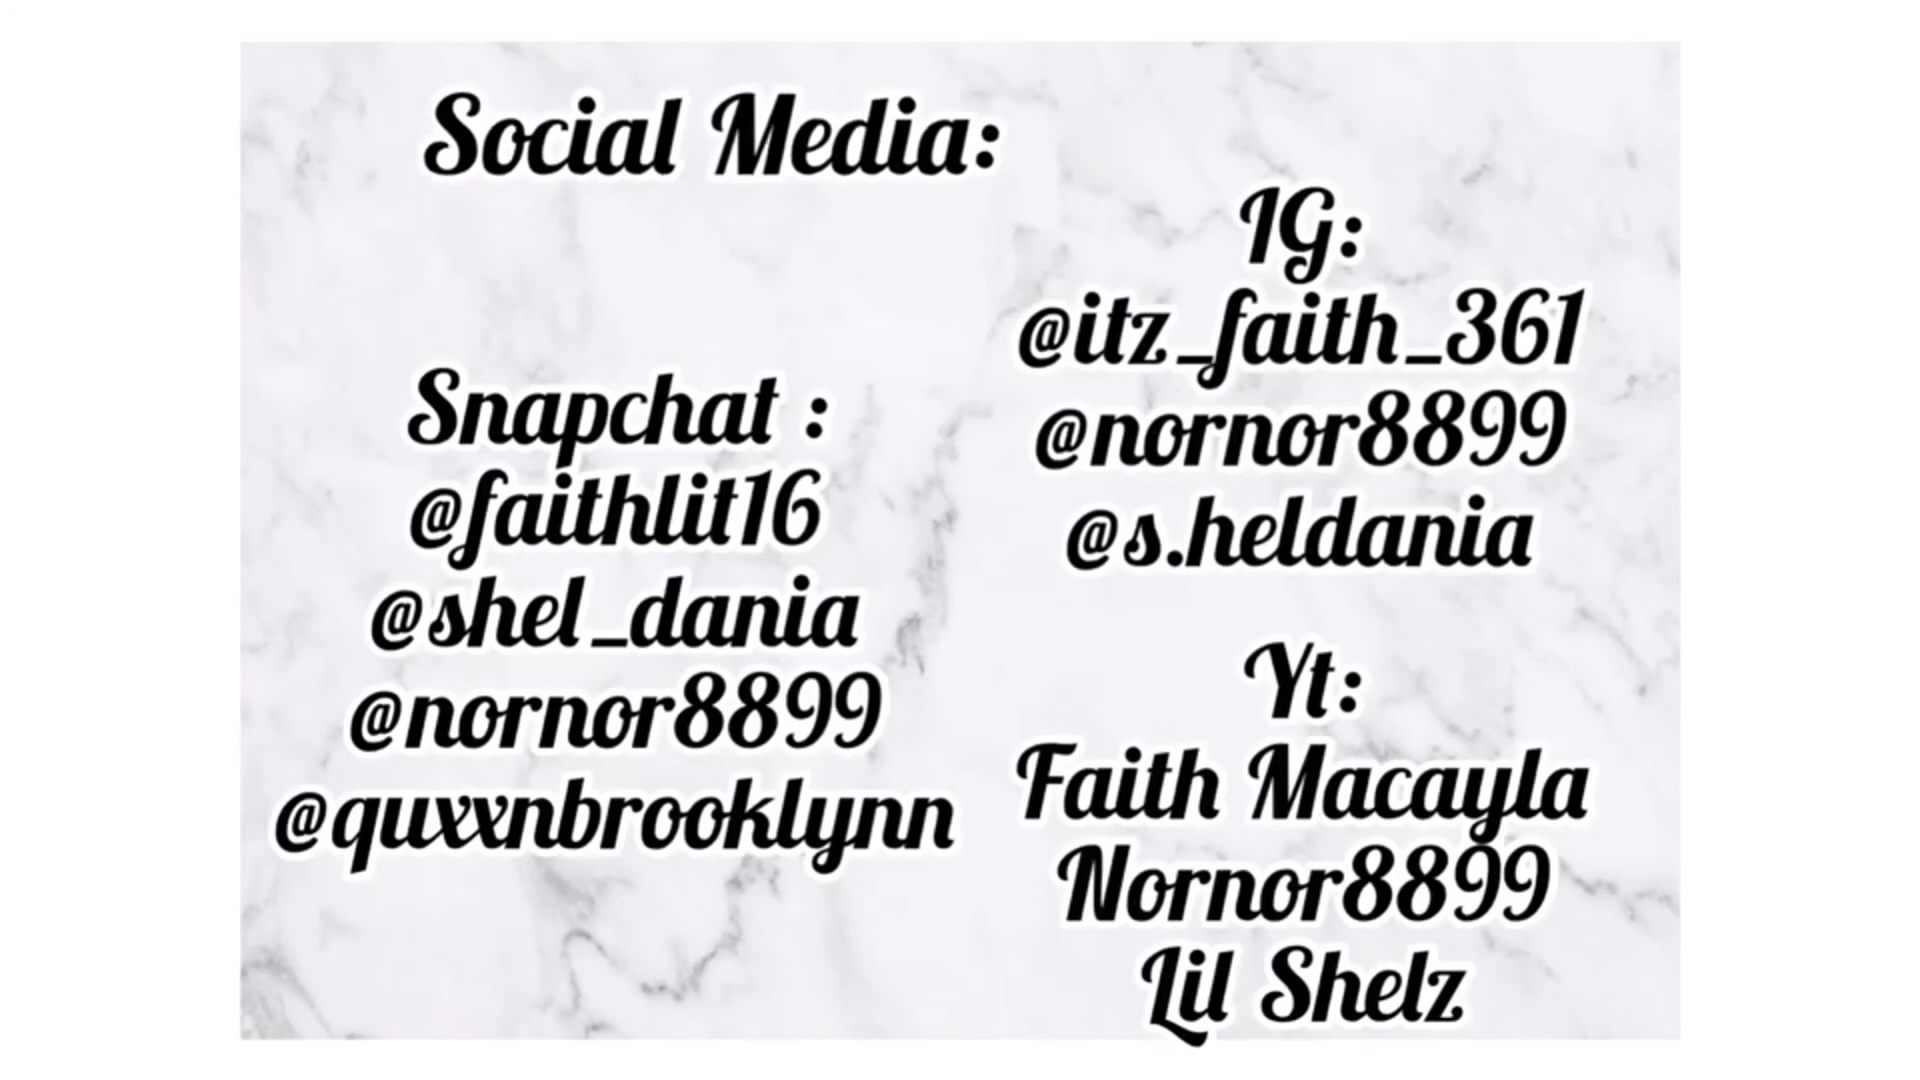 Social Media:
Snapchat :
@faithlit16
@shel_dania
@nornor8899
@quxxnbrooklynn
IG:
@itz_faith_361
@nornor8899
@s.heldania
Yt:
Faith Macayla
Nornor8899
Lil Shelz